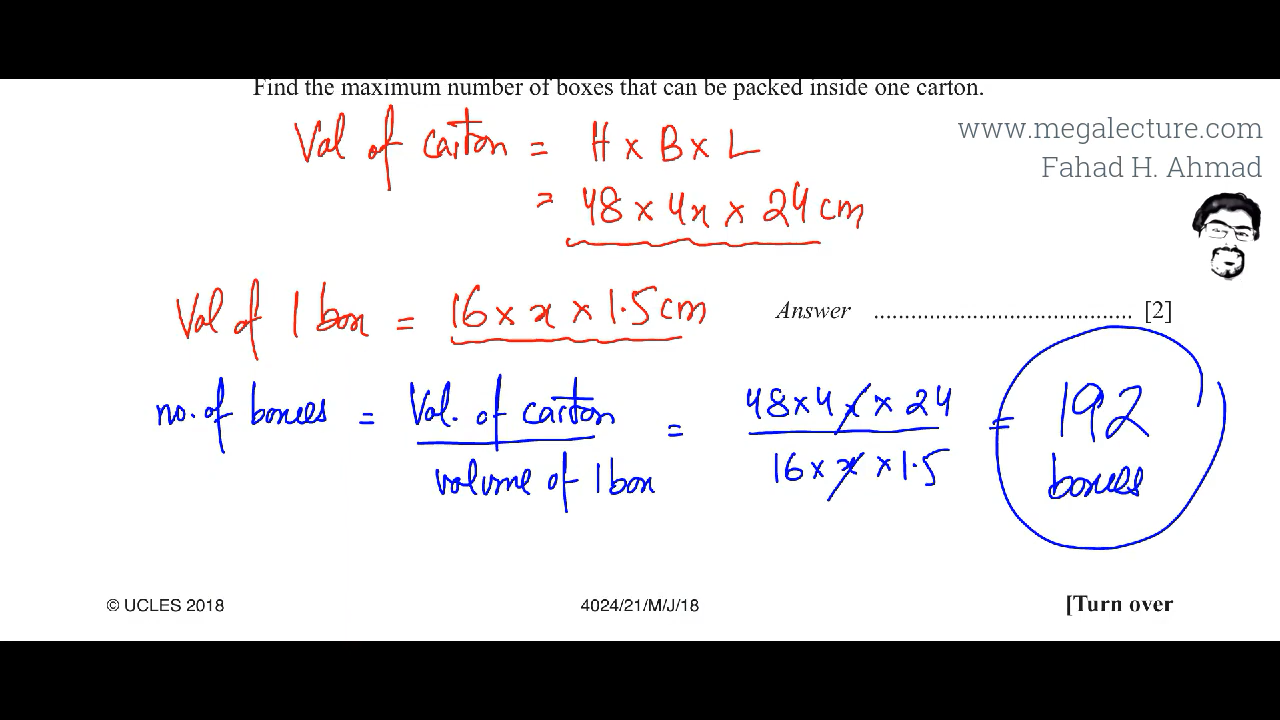 Find the maximum number of boxes that can be packed inside one carton.
www.megalecture.com
Fahad H. Ahmad
Vol of carton = H x B x L
= 48 x 4x x 24 cm
Vol of 1 box = 16 x x x 1.5 cm
Answer ........................................ [2]
no. of boxes = Vol. of carton / volume of 1 box = 48 x 4x x 24 / 16 x x x 1.5 = 192 boxes
© UCLES 2018
4024/21/M/J/18
[Turn over